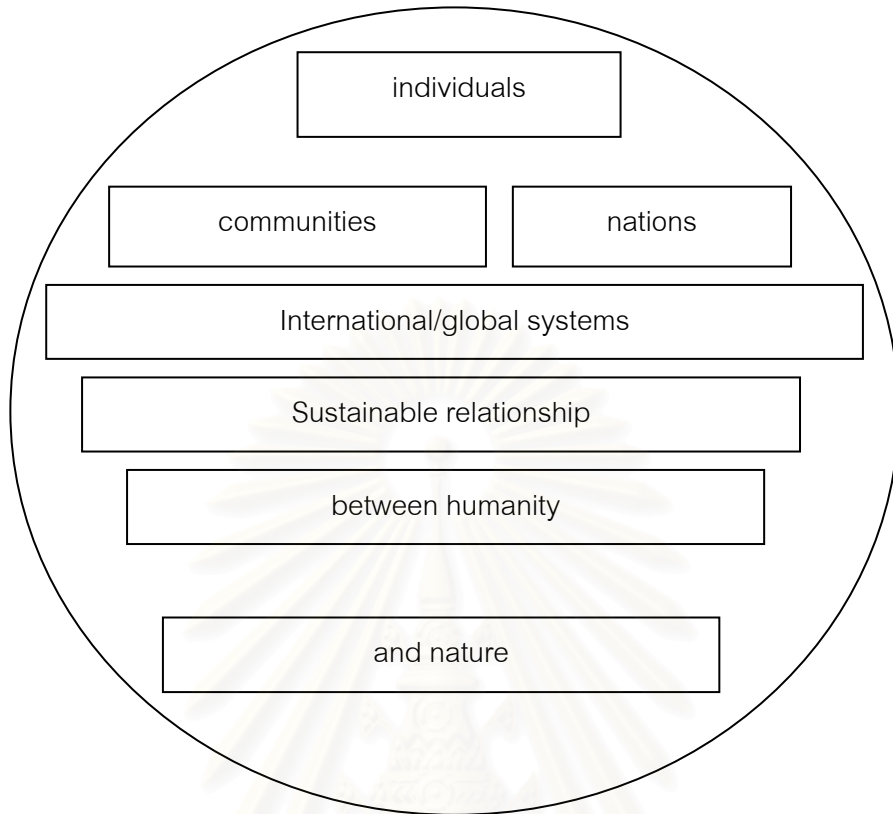 individuals
communities
nations
International/global systems
Sustainable relationship
between humanity
and nature